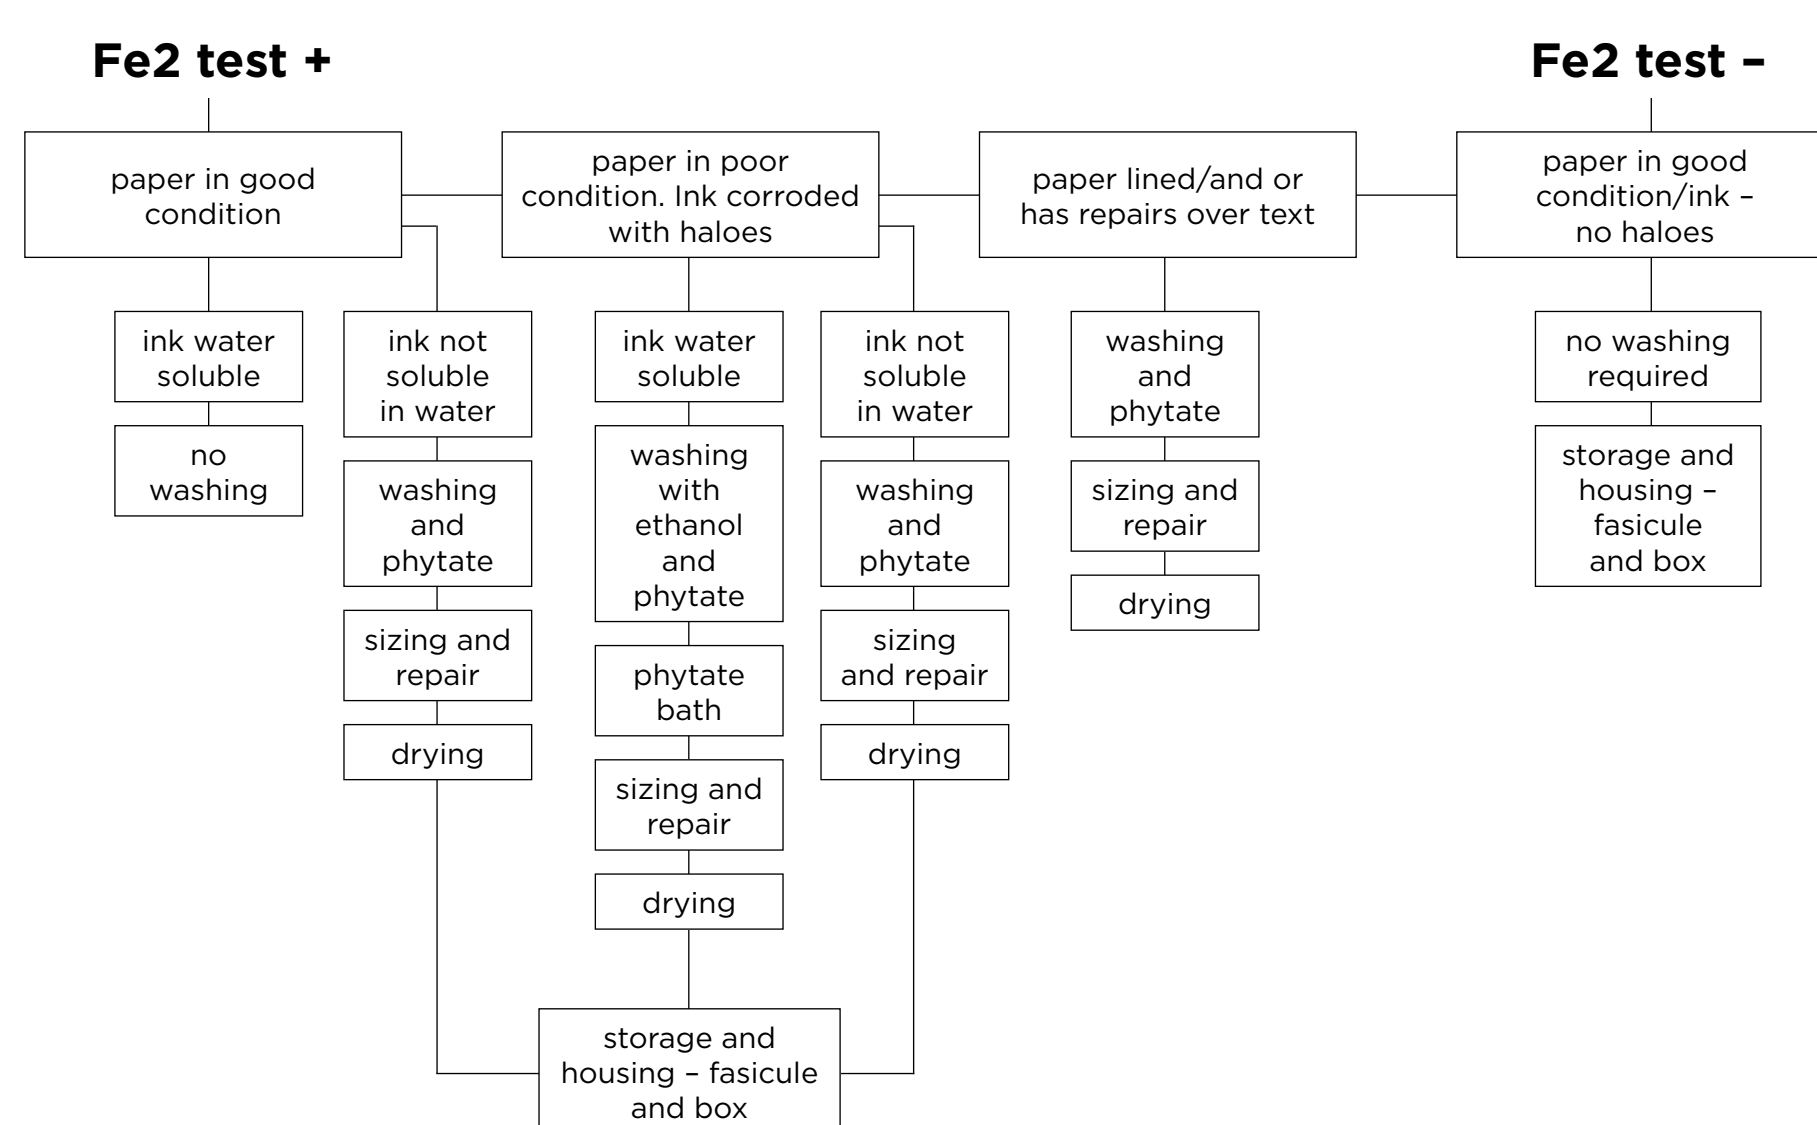 Fe2 test +
Fe2 test –
paper in good
condition
paper in poor
condition. Ink corroded
with haloes
paper lined/and or
has repairs over text
paper in good
condition/ink –
no haloes
ink water
soluble
no
washing
ink not
soluble
in water
washing
and
phytate
sizing and
repair
drying
ink water
soluble
washing
with
ethanol
and
phytate
phytate
bath
sizing and
repair
drying
ink not
soluble
in water
washing
and
phytate
sizing
and repair
drying
washing
and
phytate
sizing and
repair
drying
no washing
required
storage and
housing –
fasicule
and box
storage and
housing – fasicule
and box